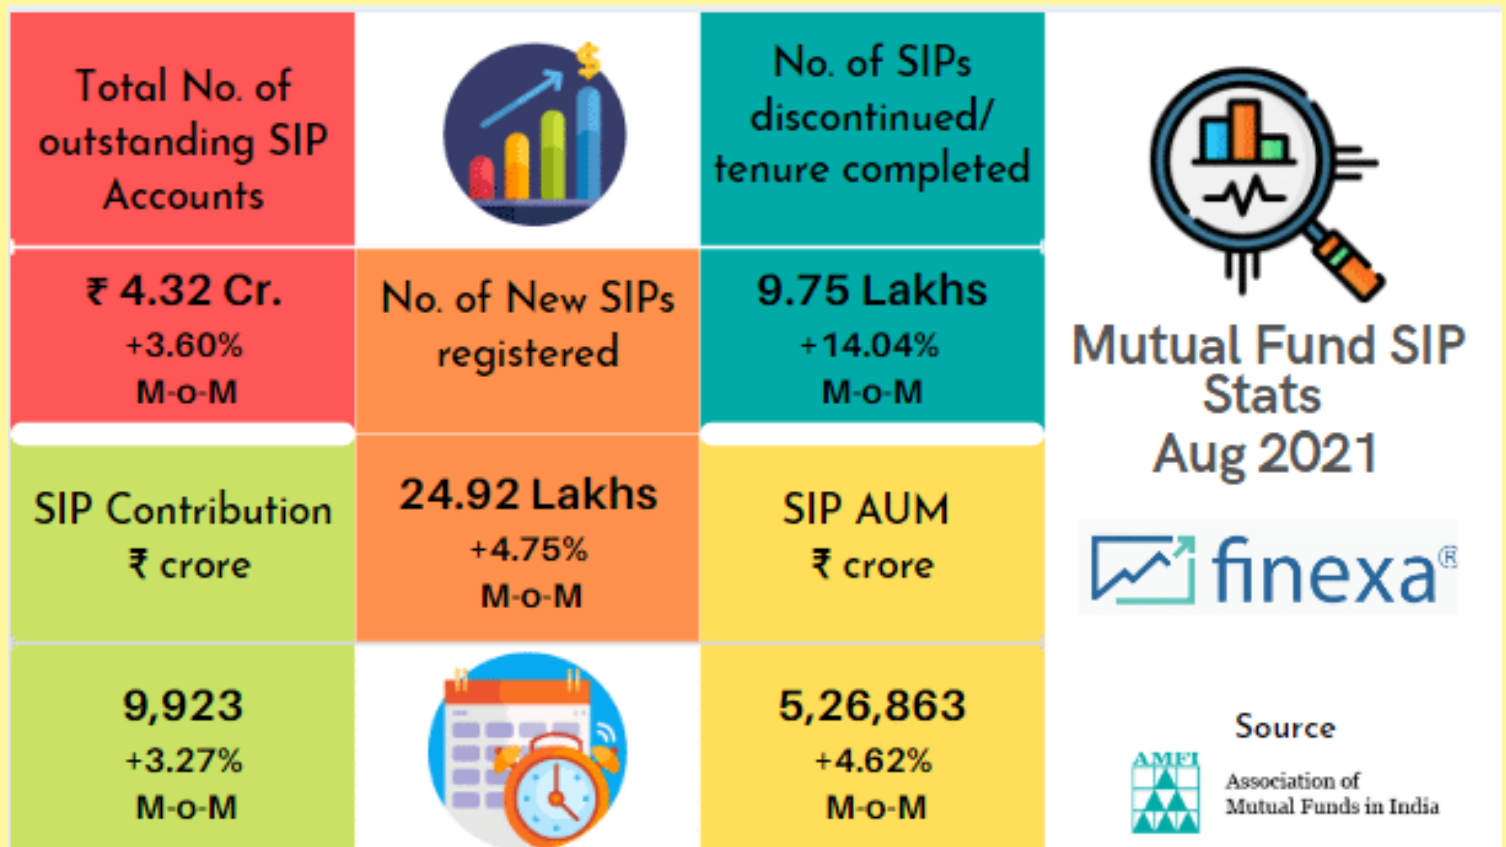 Total No. of
outstanding SIP
Accounts
₹ 4.32 Cr.
+3.60%
M-o-M
$
No. of New SIPs
registered
24.92 Lakhs
+4.75%
M-o-M
No. of SIPs
discontinued/
tenure completed
9.75 Lakhs
+14.04%
M-o-M
SIP Contribution
₹ crore
9,923
+3.27%
M-o-M
SIP AUM
₹ crore
5,26,863
+4.62%
M-o-M
Mutual Fund SIP
Stats
Aug 2021
finexa®
Source
AMFI
Association of
Mutual Funds in India